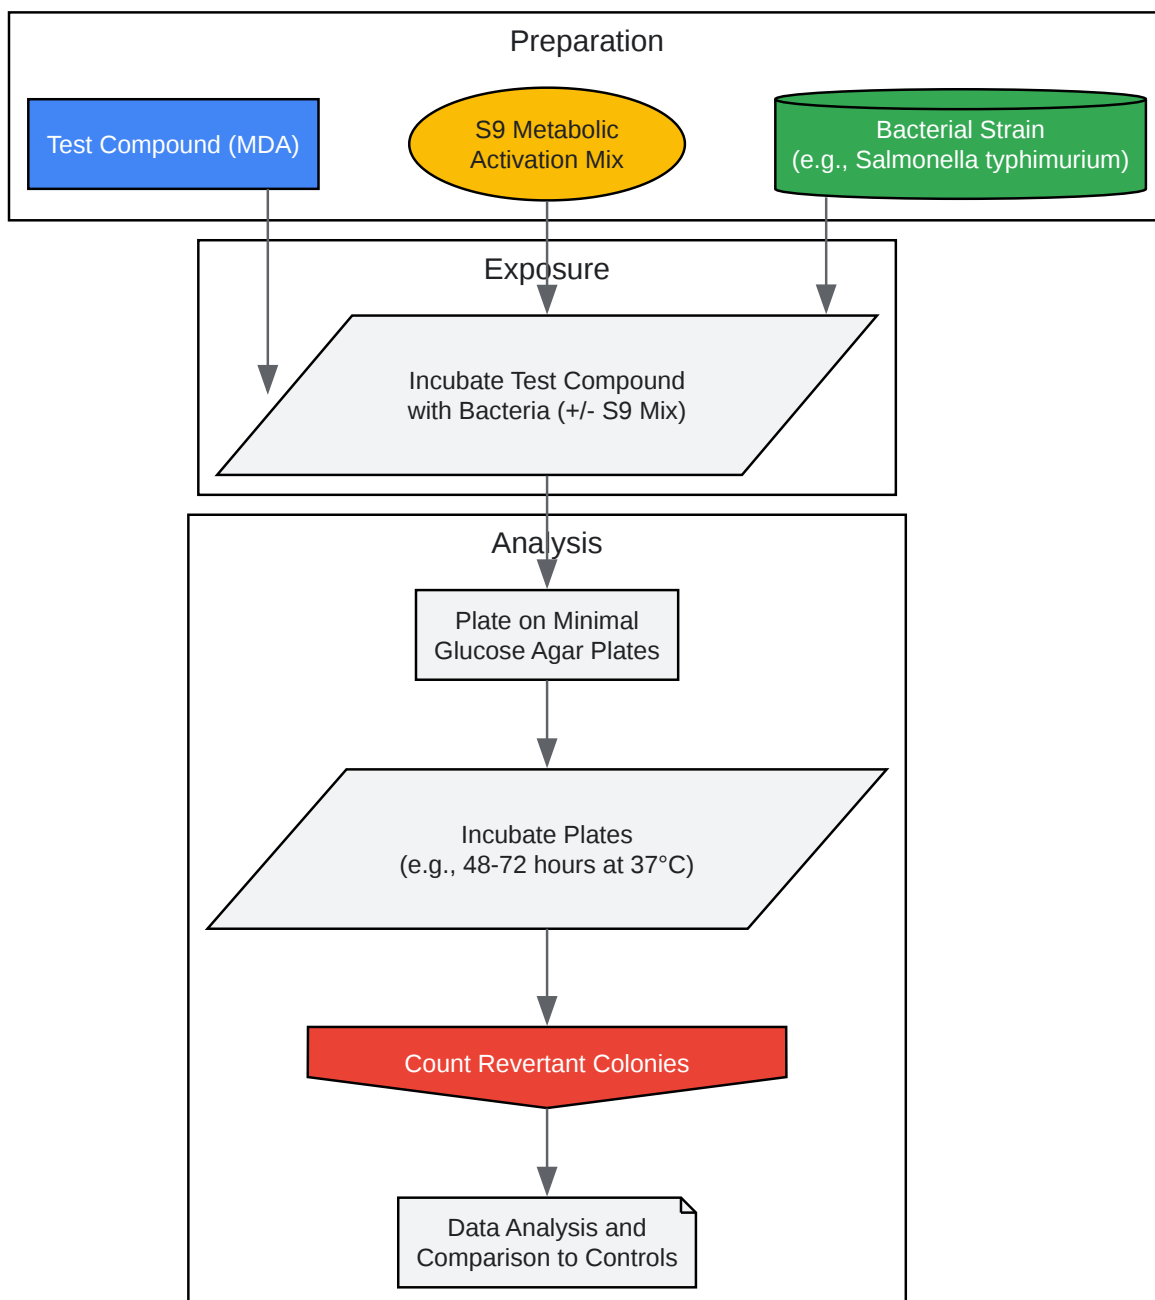 Preparation
Test Compound (MDA)
S9 Metabolic
Activation Mix
Bacterial Strain
(e.g., Salmonella typhimurium)
Exposure
Incubate Test Compound
with Bacteria (+/- S9 Mix)
Analysis
Plate on Minimal
Glucose Agar Plates
Incubate Plates
(e.g., 48-72 hours at 37°C)
Count Revertant Colonies
Data Analysis and
Comparison to Controls